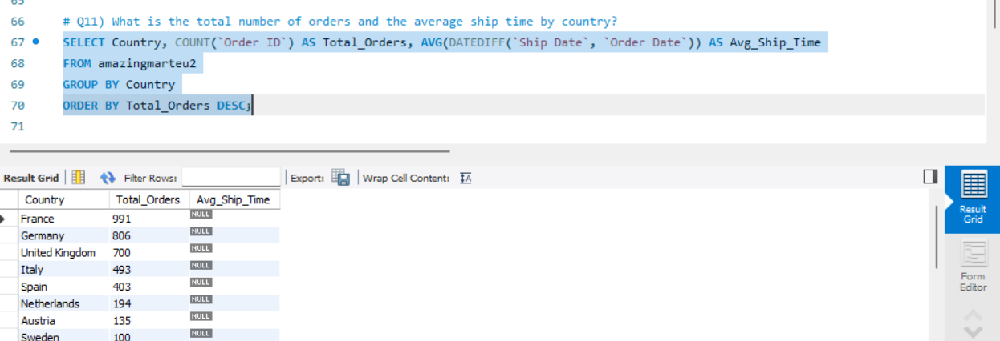 65
66 # Q11) What is the total number of orders and the average ship time by country?
67 SELECT Country, COUNT(`Order ID`) AS Total_Orders, AVG(DATEDIFF(`Ship Date`, `Order Date`)) AS Avg_Ship_Time
68 FROM amazingmarteu2
69 GROUP BY Country
70 ORDER BY Total_Orders DESC;
71
Result Grid Filter Rows: Export: Wrap Cell Content: IA
Country Total_Orders Avg_Ship_Time
France 991 NULL
Germany 806 NULL
United Kingdom 700 NULL
Italy 493 NULL
Spain 403 NULL
Netherlands 194 NULL
Austria 135 NULL
Sweden 100 NULL
Result
Grid
Form
Editor